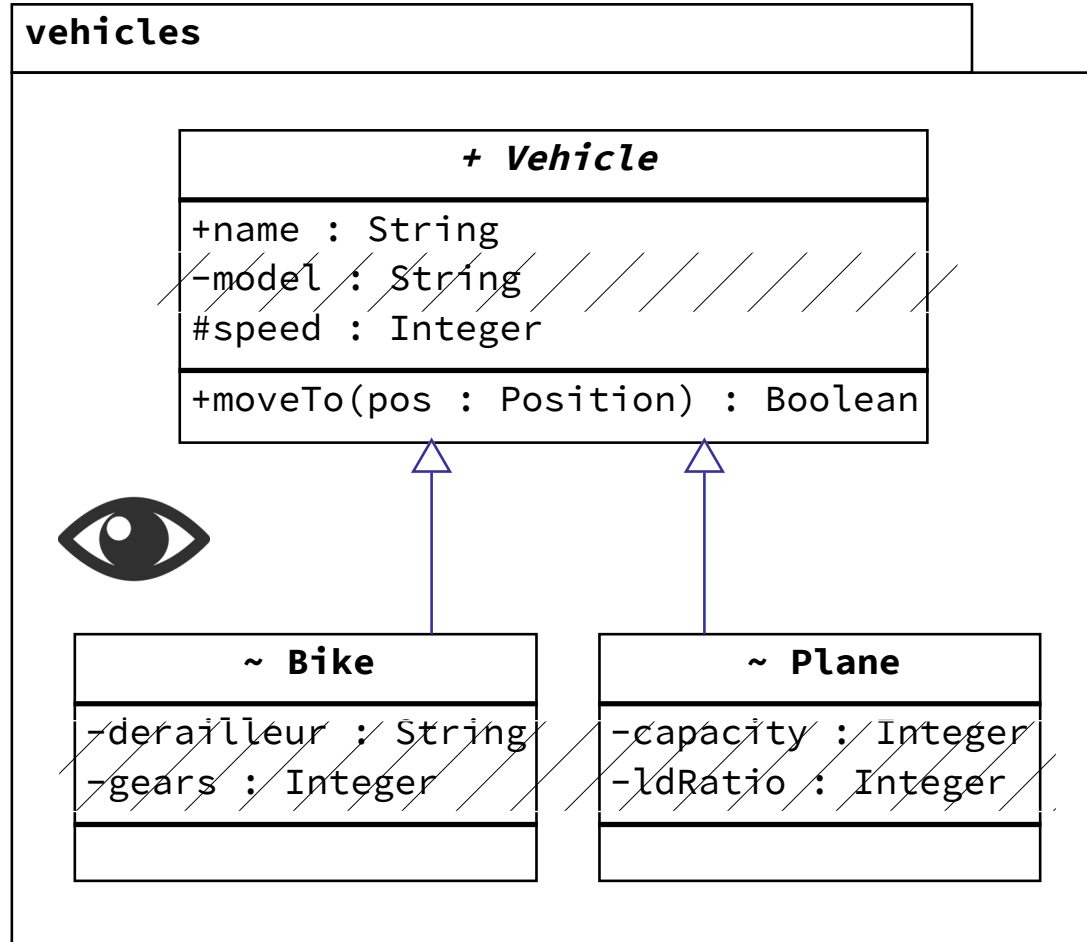 vehicles
+ Vehicle
+name : String
-model : String
#speed : Integer
+moveTo(pos : Position) : Boolean
~ Bike
-derailleur : String
-gears : Integer
~ Plane
-capacity : Integer
-ldRatio : Integer